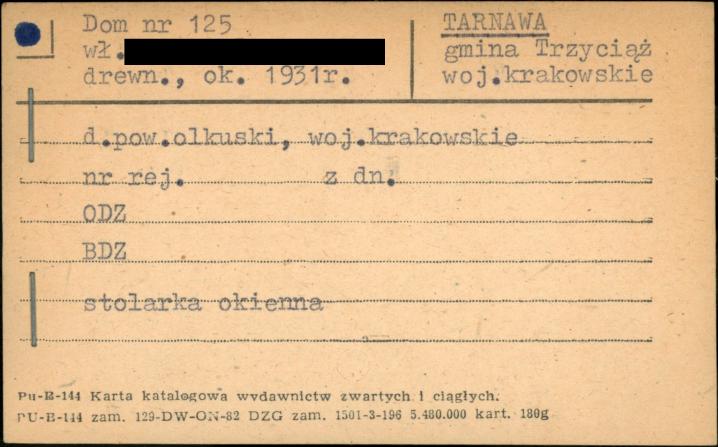 Dom nr 125
wł.
drewn., ok. 1931r.
TARNAWA
gmina Trzyciąż
woj.krakowskie
d.pow.olkuski, woj.krakowskie
nr rej. z dn.
ODZ
BDZ
stolarka okienna
Pu-B-144 Karta katalogowa wydawnictw zwartych i ciągłych.
PU-B-144 zam. 129-DW-ON-82 DZG zam. 1501-3-196 5.480.000 kart. 180g